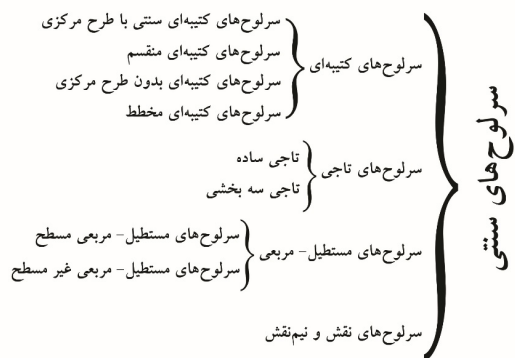 سرلوح‌های سنتی
سرلوح‌های کتیبه‌ای
سرلوح‌های کتیبه‌ای سنتی با طرح مرکزی
سرلوح‌های کتیبه‌ای منقسم
سرلوح‌های کتیبه‌ای بدون طرح مرکزی
سرلوح‌های کتیبه‌ای مخطط
سرلوح‌های تاجی
تاجی ساده
تاجی سه بخشی
سرلوح‌های مستطیل- مربعی
سرلوح‌های مستطیل- مربعی مسطح
سرلوح‌های مستطیل- مربعی غیر مسطح
سرلوح‌های نقش و نیم‌نقش